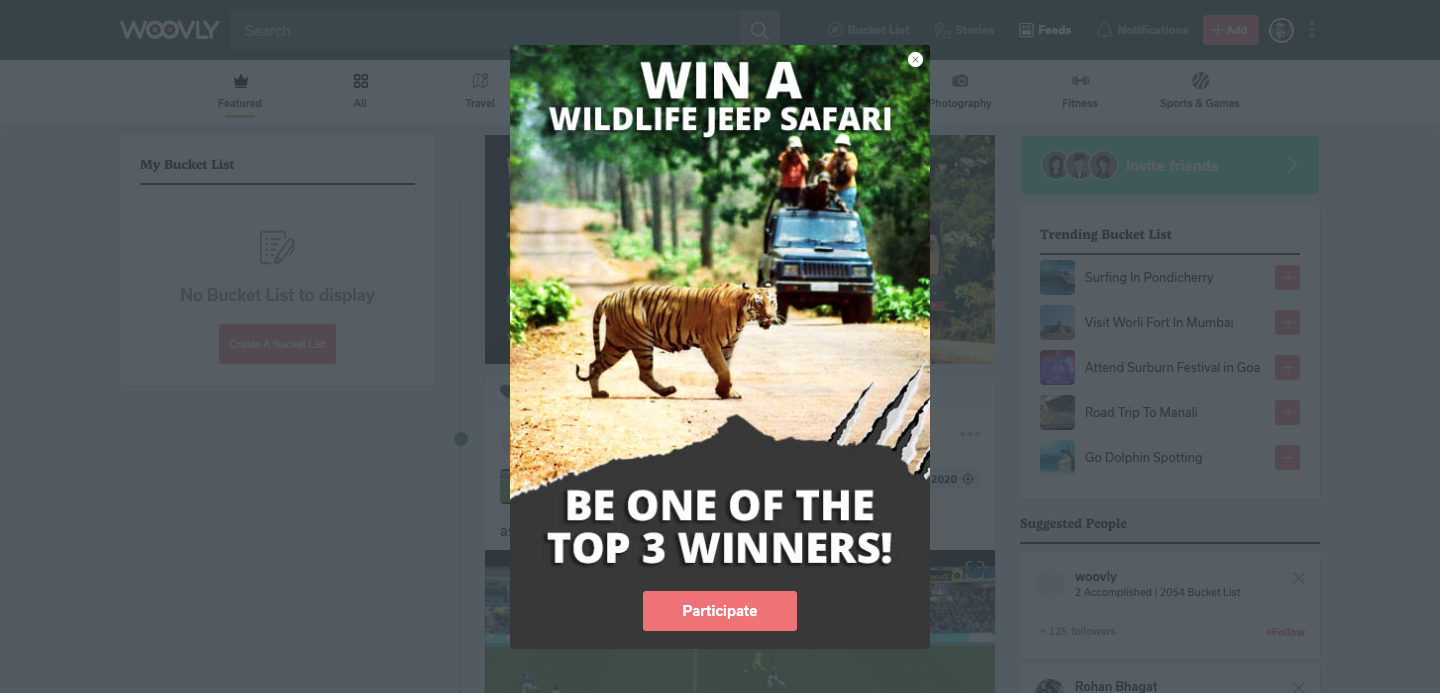 WOOVLY
Search
Bucket List
Stories
Feeds
Notifications
+ Add
Featured
All
Travel
Photography
Fitness
Sports & Games
My Bucket List
No Bucket List to display
Create A Bucket List
WIN A
WILDLIFE JEEP SAFARI
BE ONE OF THE
TOP 3 WINNERS!
Participate
2020
as
Invite friends
Trending Bucket List
Surfing In Pondicherry
Visit Worli Fort In Mumbai
Attend Surburn Festival in Goa
Road Trip To Manali
Go Dolphin Spotting
Suggested People
woovly
2 Accomplished | 2054 Bucket List
+ 125 followers
+Follow
Rohan Bhagat